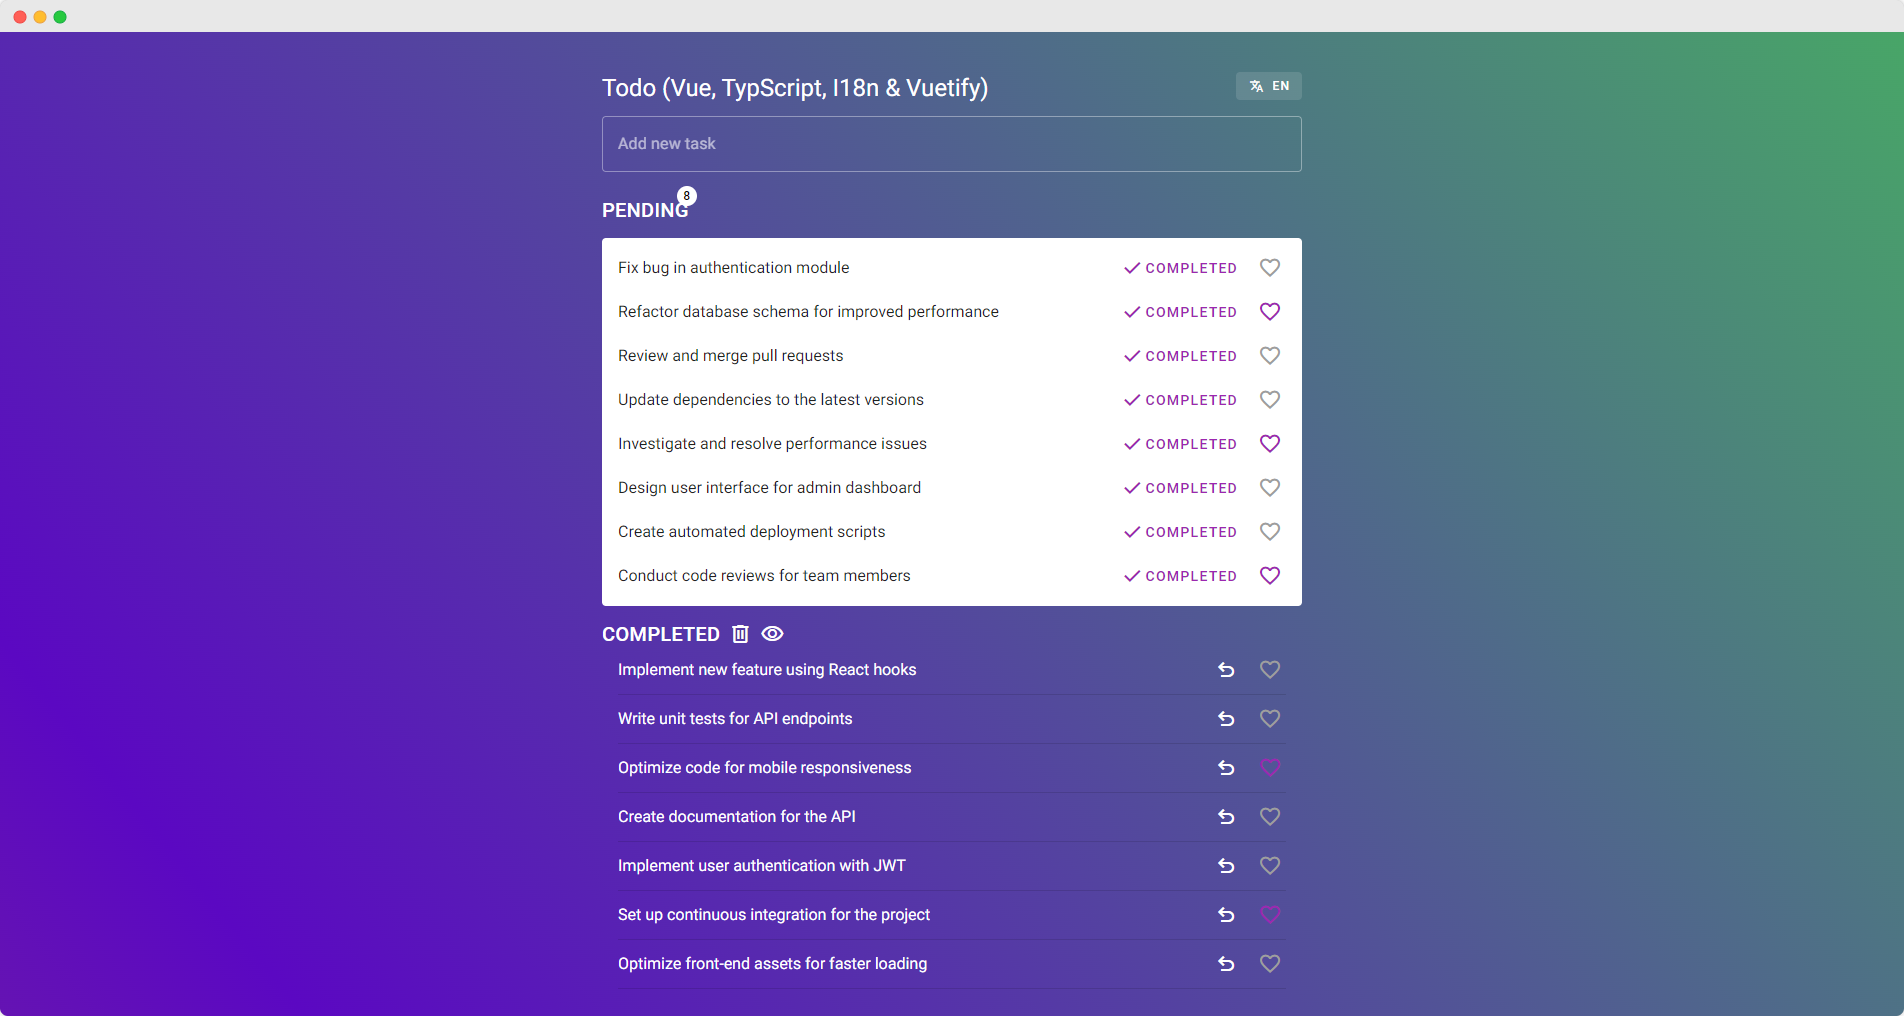 Todo (Vue, TypScript, I18n & Vuetify) EN
Add new task
PENDING 8
Fix bug in authentication module COMPLETED
Refactor database schema for improved performance COMPLETED
Review and merge pull requests COMPLETED
Update dependencies to the latest versions COMPLETED
Investigate and resolve performance issues COMPLETED
Design user interface for admin dashboard COMPLETED
Create automated deployment scripts COMPLETED
Conduct code reviews for team members COMPLETED
COMPLETED
Implement new feature using React hooks
Write unit tests for API endpoints
Optimize code for mobile responsiveness
Create documentation for the API
Implement user authentication with JWT
Set up continuous integration for the project
Optimize front-end assets for faster loading